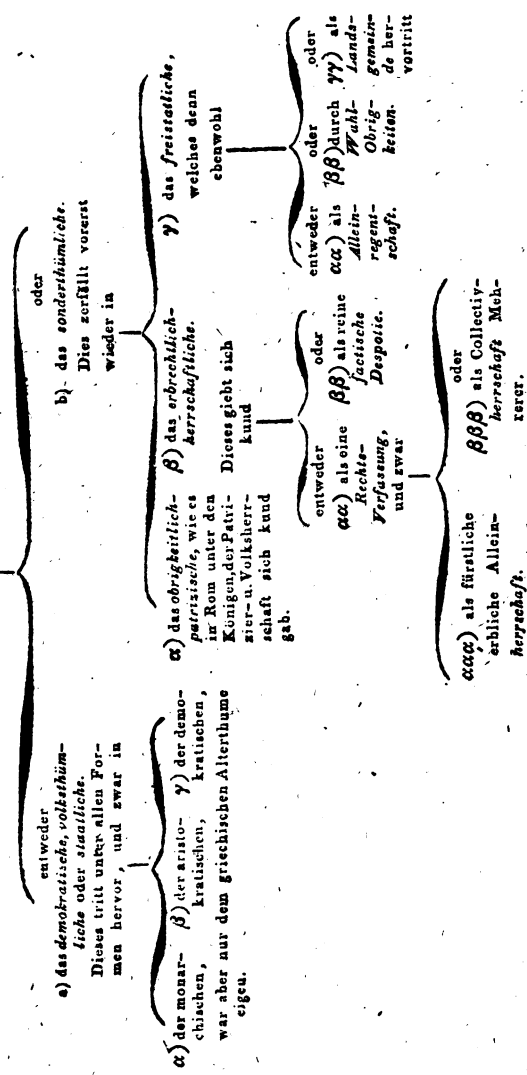 entweder
a) das demokratische, volksthüm-
liche oder staatliche.
Dieses tritt unter allen For-
men hervor, und zwar in
α) der monar-
chischen,
β) der aristo-
kratischen,
γ) der demo-
kratischen,
war aber nur dem griechischen Alterthume
eigen.
oder
b) das sonderthümliche.
Dies zerfällt vorerst
wieder in
α) das obrigkeitlich-
patrizische, wie es
in Rom unter den
Königen, der Patri-
zier- u. Volksherr-
schaft sich kund
gab.
β) das erbrechtlich-
herrschaftliche.
Dieses giebt sich
kund
entweder
αα) als eine
Rechts-
Verfassung,
und zwar
ααα) als fürstliche
erbliche Allein-
herrschaft.
oder
βββ) als Collectiv-
herrschaft Meh-
rerer.
oder
ββ) als reine
factische
Despotie.
γ) das freistatliche,
welches denn
ebenwohl
entweder
αα) als
Allein-
regent-
schaft.
oder
ββ) durch
Wahl-
Obrig-
keiten.
oder
γγ) als
Lands-
gemein-
de her-
vortritt